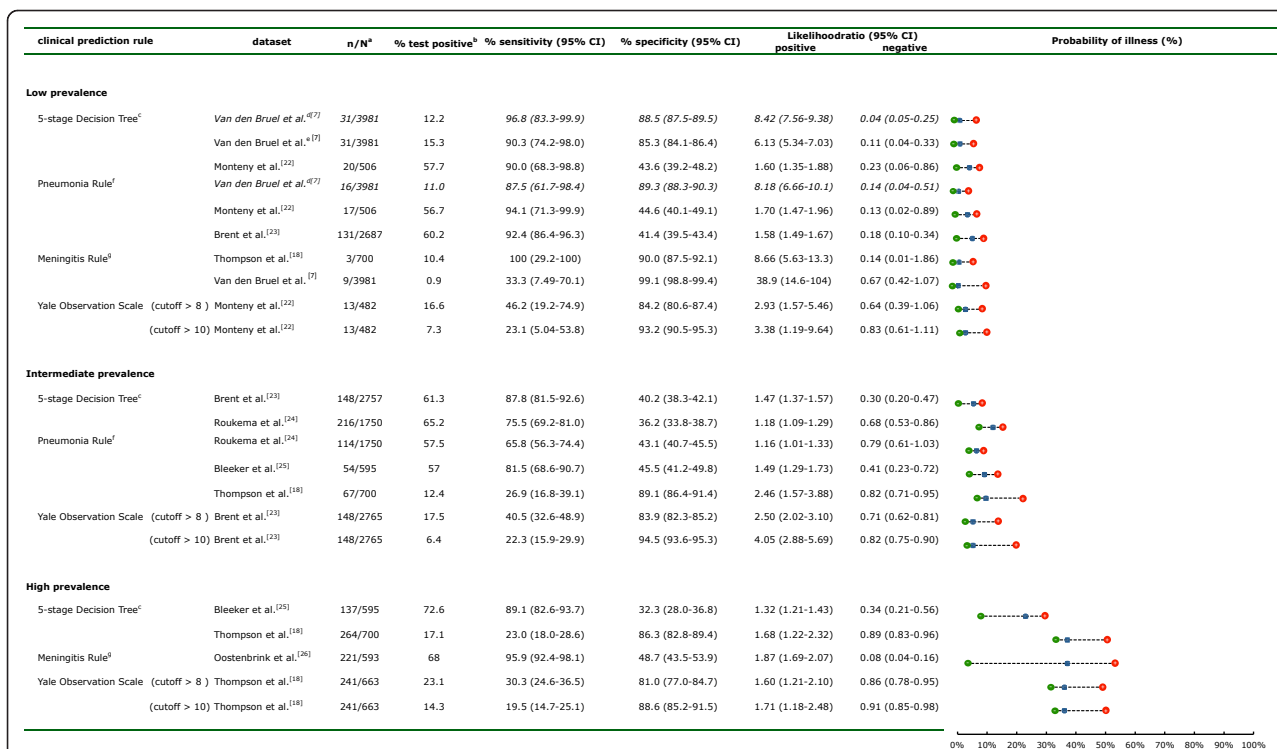 clinical prediction rule dataset n/Nᵃ % test positiveᵇ % sensitivity (95% CI) % specificity (95% CI) Likelihoodratio (95% CI) Probability of illness (%)
positive negative
Low prevalence
5-stage Decision Treeᶜ Van den Bruel et al.ᵈ[7] 31/3981 12.2 96.8 (83.3-99.9) 88.5 (87.5-89.5) 8.42 (7.56-9.38) 0.04 (0.05-0.25)
Van den Bruel et al.ᵉ[7] 31/3981 15.3 90.3 (74.2-98.0) 85.3 (84.1-86.4) 6.13 (5.34-7.03) 0.11 (0.04-0.33)
Monteny et al.[22] 20/506 57.7 90.0 (68.3-98.8) 43.6 (39.2-48.2) 1.60 (1.35-1.88) 0.23 (0.06-0.86)
Pneumonia Ruleᶠ Van den Bruel et al.ᵈ[7] 16/3981 11.0 87.5 (61.7-98.4) 89.3 (88.3-90.3) 8.18 (6.66-10.1) 0.14 (0.04-0.51)
Monteny et al.[22] 17/506 56.7 94.1 (71.3-99.9) 44.6 (40.1-49.1) 1.70 (1.47-1.96) 0.13 (0.02-0.89)
Brent et al.[23] 131/2687 60.2 92.4 (86.4-96.3) 41.4 (39.5-43.4) 1.58 (1.49-1.67) 0.18 (0.10-0.34)
Meningitis Ruleᵍ Thompson et al.[18] 3/700 10.4 100 (29.2-100) 90.0 (87.5-92.1) 8.66 (5.63-13.3) 0.14 (0.01-1.86)
Van den Bruel et al. [7] 9/3981 0.9 33.3 (7.49-70.1) 99.1 (98.8-99.4) 38.9 (14.6-104) 0.67 (0.42-1.07)
Yale Observation Scale (cutoff > 8 ) Monteny et al.[22] 13/482 16.6 46.2 (19.2-74.9) 84.2 (80.6-87.4) 2.93 (1.57-5.46) 0.64 (0.39-1.06)
(cutoff > 10) Monteny et al.[22] 13/482 7.3 23.1 (5.04-53.8) 93.2 (90.5-95.3) 3.38 (1.19-9.64) 0.83 (0.61-1.11)
Intermediate prevalence
5-stage Decision Treeᶜ Brent et al.[23] 148/2757 61.3 87.8 (81.5-92.6) 40.2 (38.3-42.1) 1.47 (1.37-1.57) 0.30 (0.20-0.47)
Roukema et al.[24] 216/1750 65.2 75.5 (69.2-81.0) 36.2 (33.8-38.7) 1.18 (1.09-1.29) 0.68 (0.53-0.86)
Pneumonia Ruleᶠ Roukema et al.[24] 114/1750 57.5 65.8 (56.3-74.4) 43.1 (40.7-45.5) 1.16 (1.01-1.33) 0.79 (0.61-1.03)
Bleeker et al.[25] 54/595 57 81.5 (68.6-90.7) 45.5 (41.2-49.8) 1.49 (1.29-1.73) 0.41 (0.23-0.72)
Thompson et al.[18] 67/700 12.4 26.9 (16.8-39.1) 89.1 (86.4-91.4) 2.46 (1.57-3.88) 0.82 (0.71-0.95)
Yale Observation Scale (cutoff > 8 ) Brent et al.[23] 148/2765 17.5 40.5 (32.6-48.9) 83.9 (82.3-85.2) 2.50 (2.02-3.10) 0.71 (0.62-0.81)
(cutoff > 10) Brent et al.[23] 148/2765 6.4 22.3 (15.9-29.9) 94.5 (93.6-95.3) 4.05 (2.88-5.69) 0.82 (0.75-0.90)
High prevalence
5-stage Decision Treeᶜ Bleeker et al.[25] 137/595 72.6 89.1 (82.6-93.7) 32.3 (28.0-36.8) 1.32 (1.21-1.43) 0.34 (0.21-0.56)
Thompson et al.[18] 264/700 17.1 23.0 (18.0-28.6) 86.3 (82.8-89.4) 1.68 (1.22-2.32) 0.89 (0.83-0.96)
Meningitis Ruleᵍ Oostenbrink et al.[26] 221/593 68 95.9 (92.4-98.1) 48.7 (43.5-53.9) 1.87 (1.69-2.07) 0.08 (0.04-0.16)
Yale Observation Scale (cutoff > 8 ) Thompson et al.[18] 241/663 23.1 30.3 (24.6-36.5) 81.0 (77.0-84.7) 1.60 (1.21-2.10) 0.86 (0.78-0.95)
(cutoff > 10) Thompson et al.[18] 241/663 14.3 19.5 (14.7-25.1) 88.6 (85.2-91.5) 1.71 (1.18-2.48) 0.91 (0.85-0.98)
0% 10% 20% 30% 40% 50% 60% 70% 80% 90% 100%